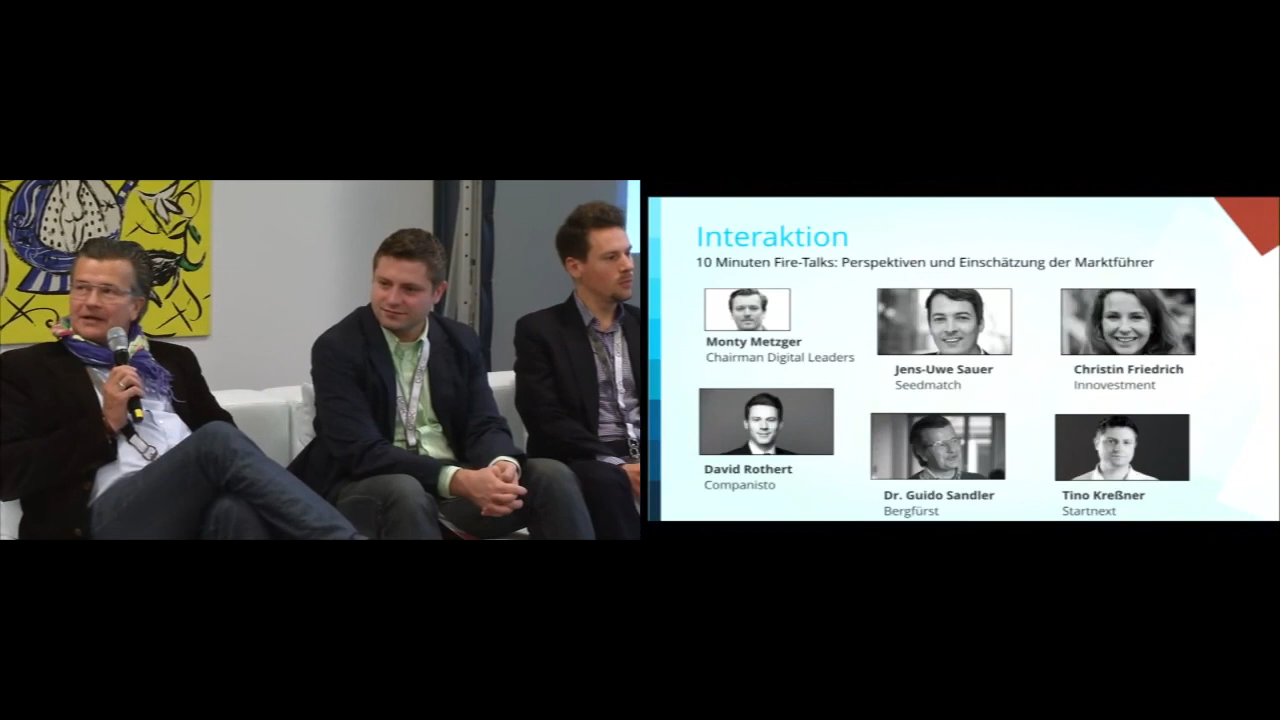 Interaktion
10 Minuten Fire-Talks: Perspektiven und Einschätzung der Marktführer
Monty Metzger
Chairman Digital Leaders
Jens-Uwe Sauer
Seedmatch
Christin Friedrich
Innovestment
David Rothert
Companisto
Dr. Guido Sandler
Bergfürst
Tino Kreßner
Startnext